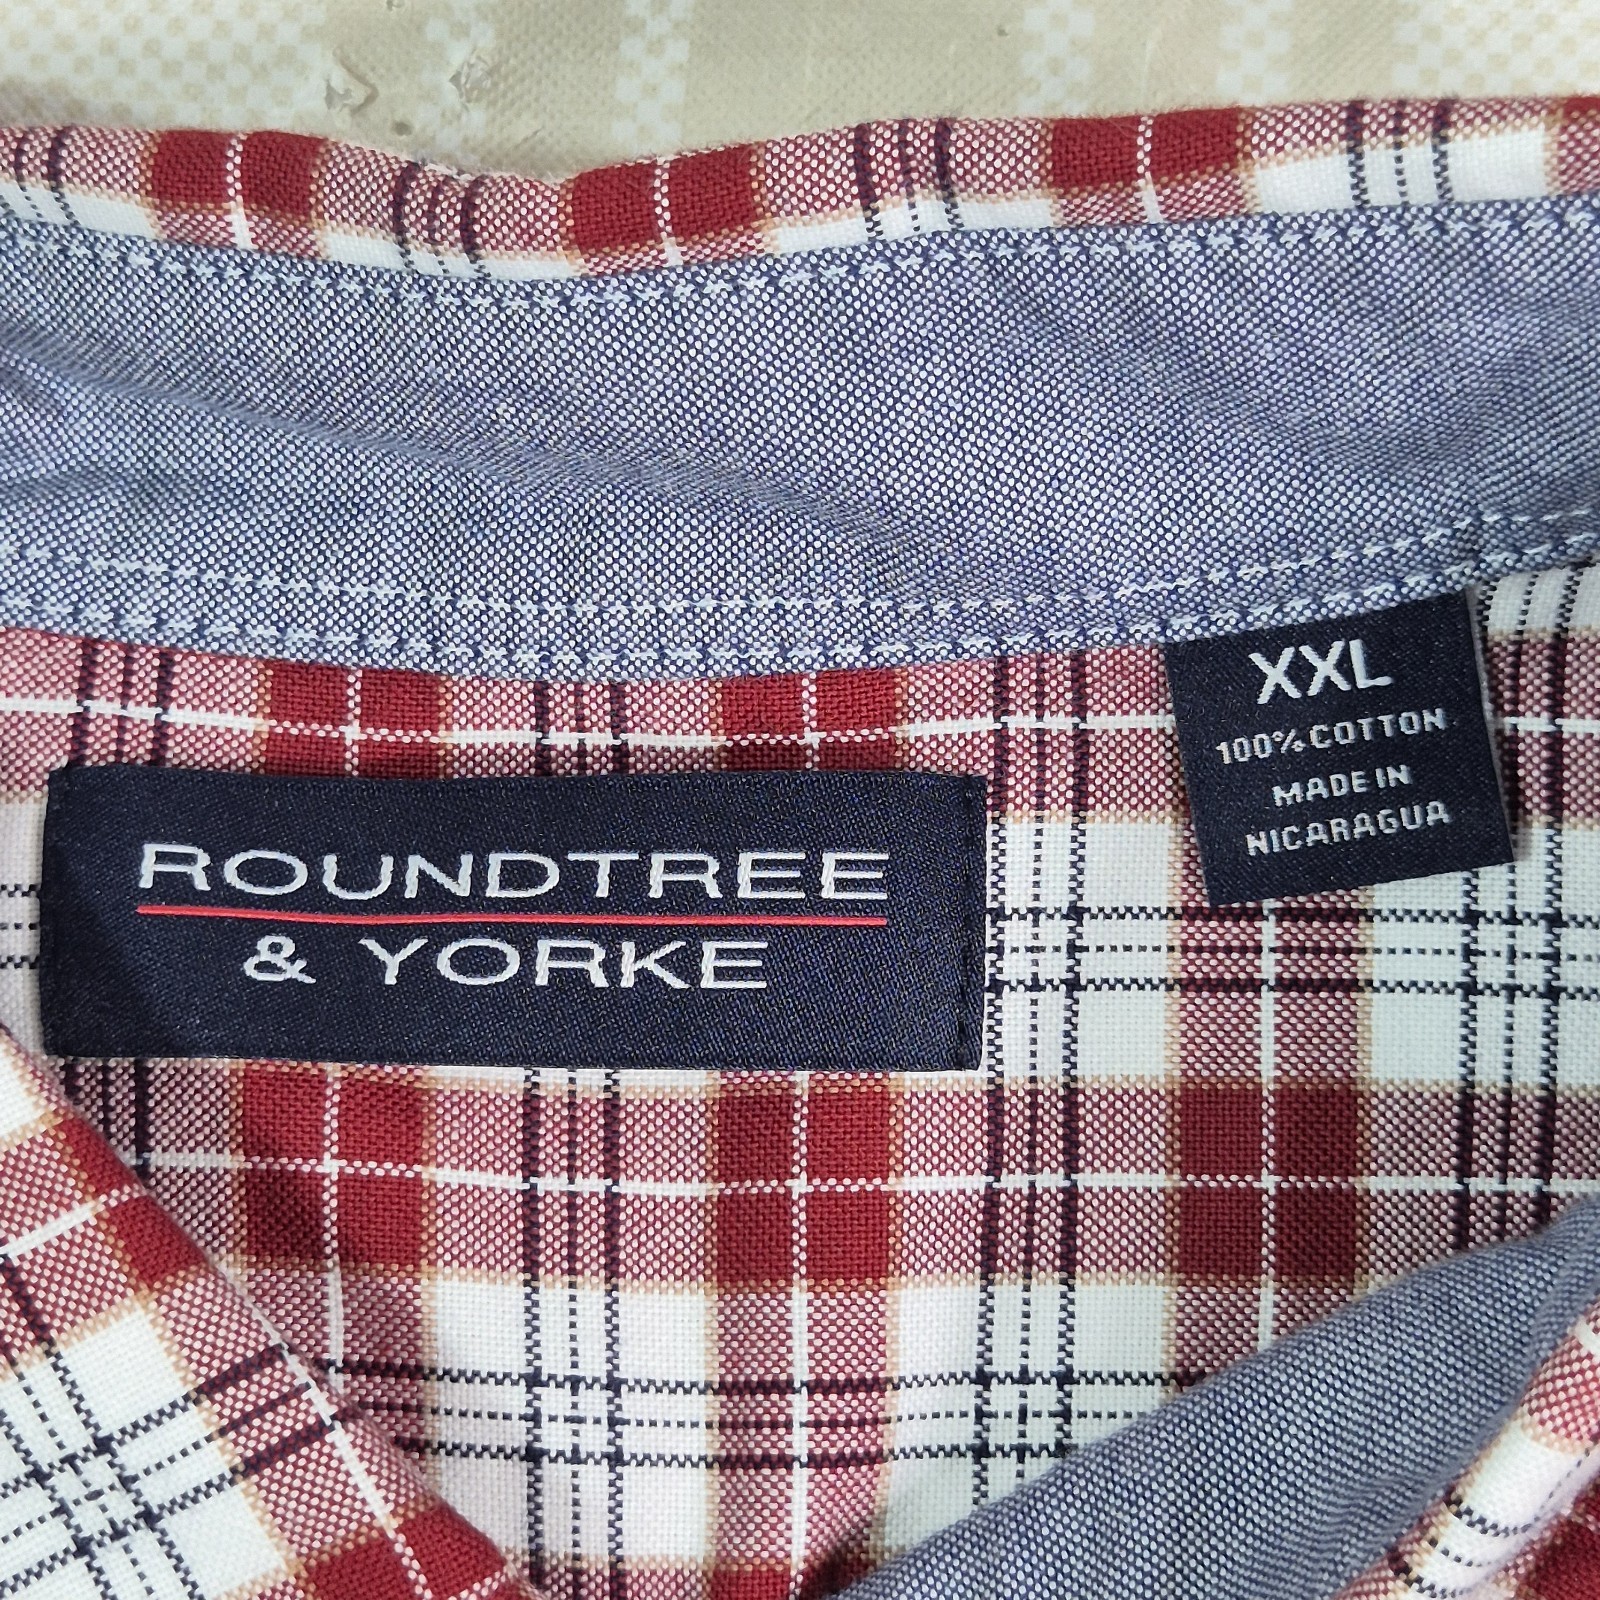 ROUNDTREE
& YORKE
XXL
100% COTTON
MADE IN
NICARAGUA